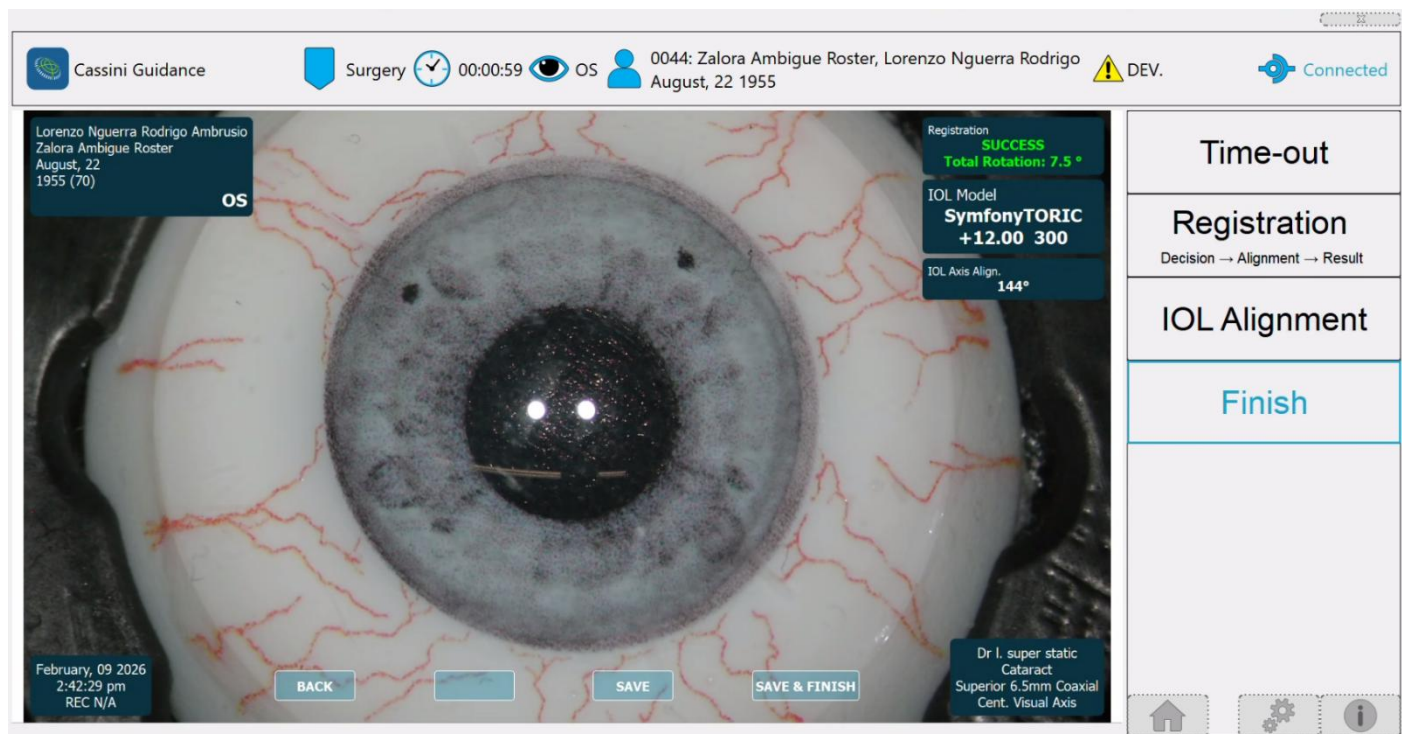 Cassini Guidance
Surgery
00:00:59
OS
0044: Zalora Ambigue Roster, Lorenzo Nguerra Rodrigo
August, 22 1955
DEV.
Connected
Lorenzo Nguerra Rodrigo Ambrusio
Zalora Ambigue Roster
August, 22
1955 (70)
OS
Registration
SUCCESS
Total Rotation: 7.5 °
IOL Model
SymfonyTORIC
+12.00 300
IOL Axis Align.
144°
Time-out
Registration
Decision → Alignment → Result
IOL Alignment
Finish
February, 09 2026
2:42:29 pm
REC N/A
BACK
SAVE
SAVE & FINISH
Dr I. super static
Cataract
Superior 6.5mm Coaxial
Cent. Visual Axis